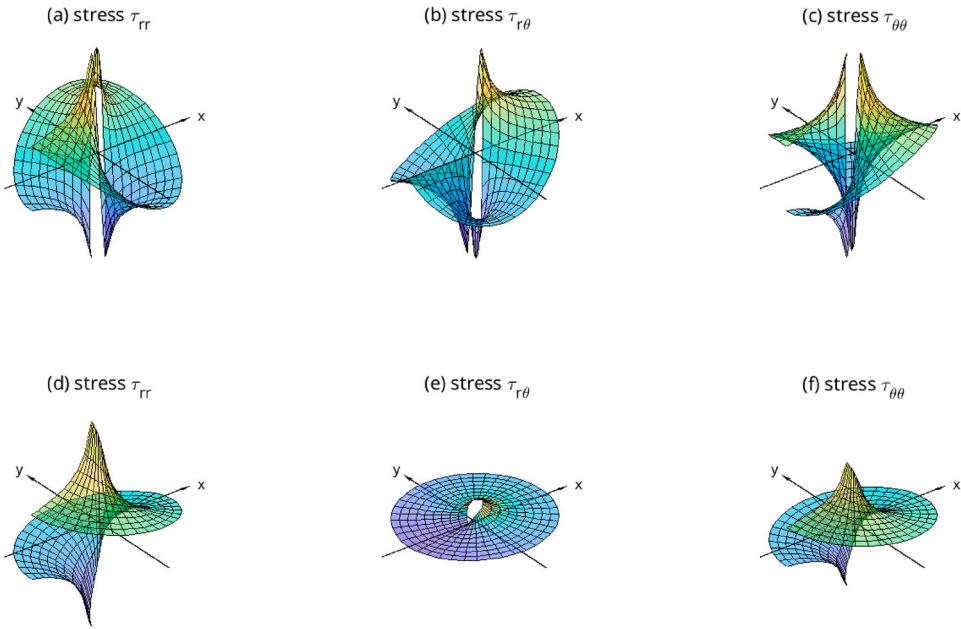 (a) stress τrr
(b) stress τrθ
(c) stress τθθ
y
x
y
x
y
x
(d) stress τrr
(e) stress τrθ
(f) stress τθθ
y
x
y
x
y
x